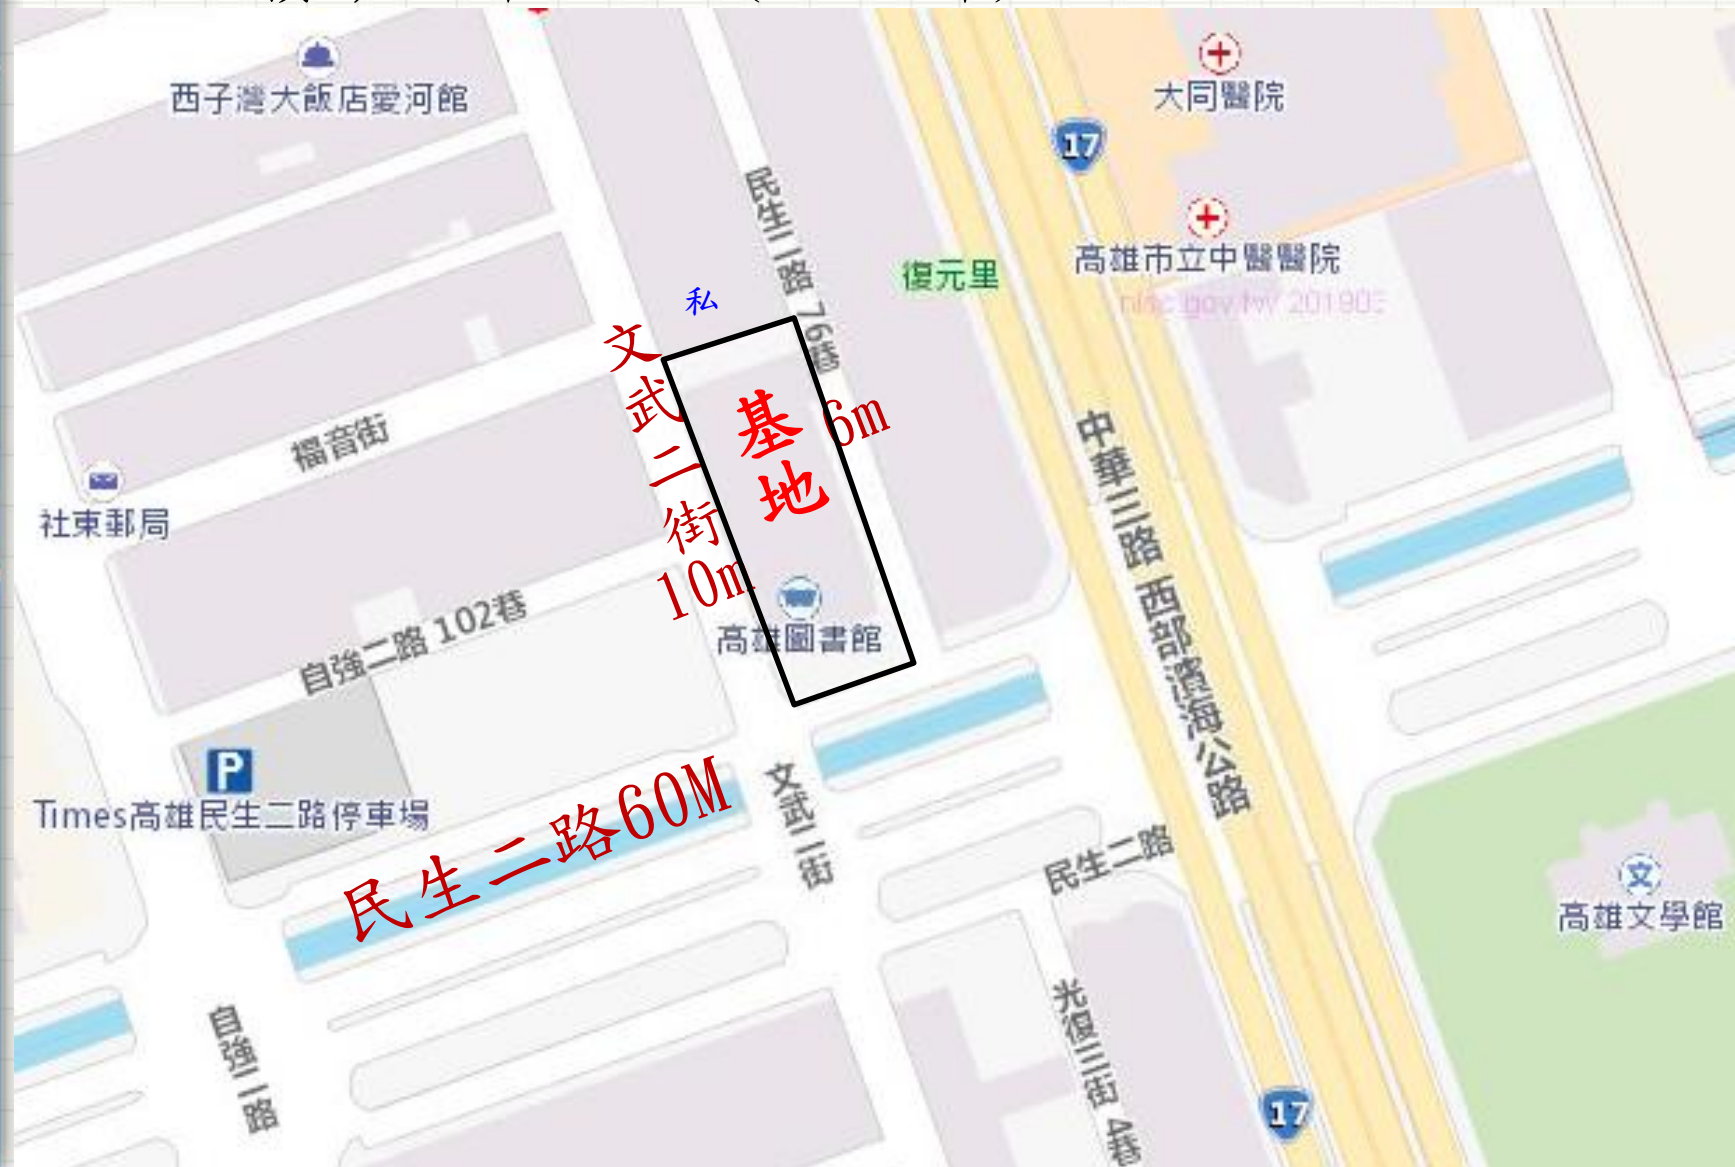 西子灣大飯店愛河館
大同醫院
17
民生二路 76巷
高雄市立中醫醫院
復元里
nlsc.gov.tw 201903
私
文武二街
10m
基地
6m
福音街
中華三路 西部濱海公路
社東郵局
自強二路 102巷
高雄圖書館
Times高雄民生二路停車場
P
民生二路60M
文武二街
民生二路
文
高雄文學館
自強二路
光復三街 4巷
17